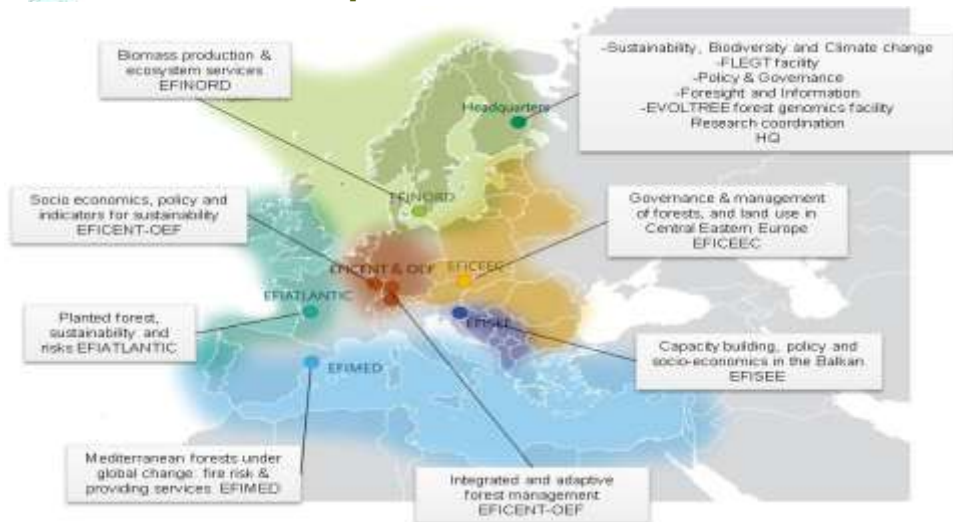 Biomass production &
ecosystem services
EFINORD
-Sustainability, Biodiversity and Climate change
-FLEGT facility
-Policy & Governance
-Foresight and Information
-EVOLTREE forest genomics facility
Research coordination
HQ
Headquarters
EFINORD
Socio economics, policy and
indicators for sustainability
EFICENT-OEF
Governance & management
of forests, and land use in
Central Eastern Europe
EFICEEC
EFICENT & OEF
EFICEEC
EFIATLANTIC
EFISEE
Planted forest,
sustainability and
risks EFIATLANTIC
Capacity building, policy and
socio-economics in the Balkan
EFISEE
EFIMED
Mediterranean forests under
global change: fire risk &
providing services EFIMED
Integrated and adaptive
forest management
EFICENT-OEF